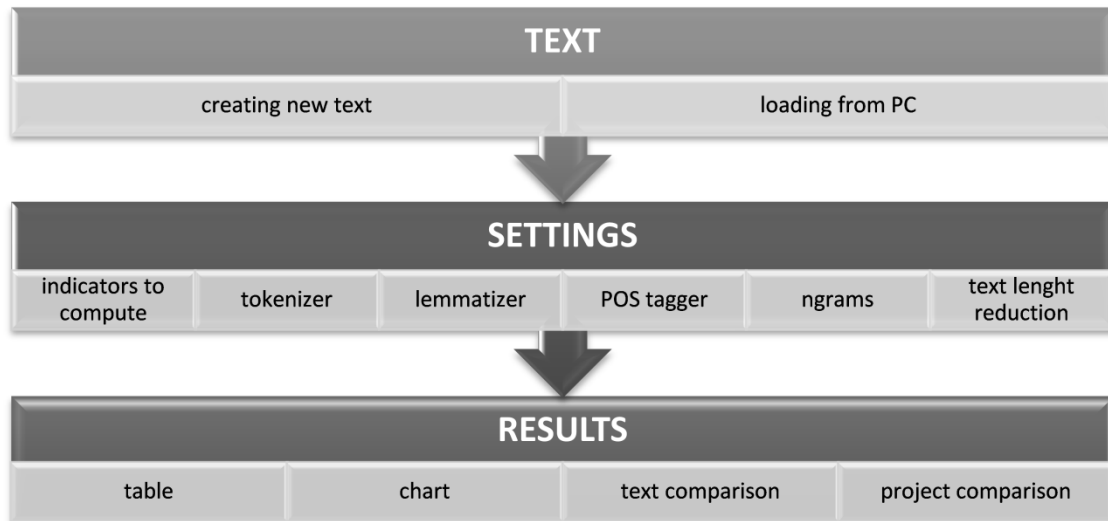 TEXT
creating new text
loading from PC
SETTINGS
indicators to
compute
tokenizer
lemmatizer
POS tagger
ngrams
text lenght
reduction
RESULTS
table
chart
text comparison
project comparison